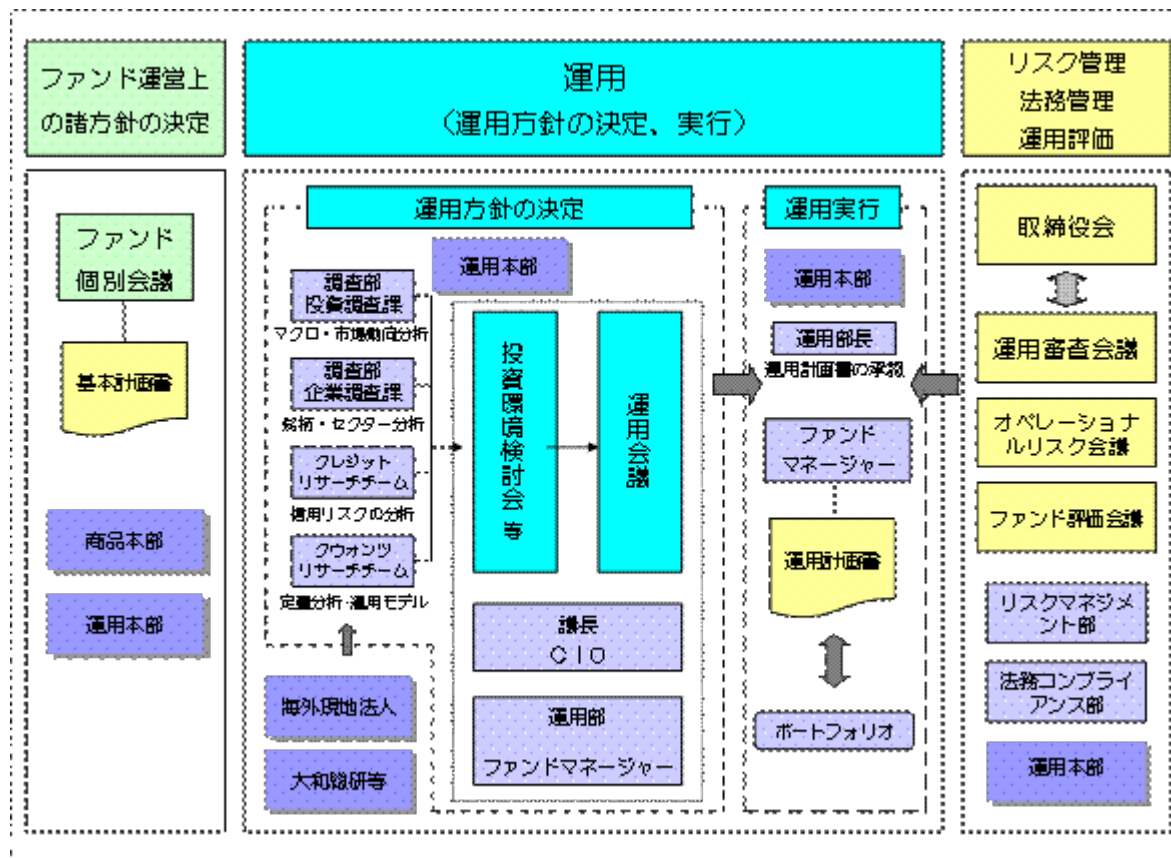 ファンド運営上
の諸方針の決定
運用
(運用方針の決定、実行)
リスク管理
法務管理
運用評価
ファンド
個別会議
基本計画書
商品本部
運用本部
運用方針の決定
運用本部
調査部
投資調査課
マクロ・市場動向分析
調査部
企業調査課
銘柄・セクター分析
クレジット
リサーチチーム
信用リスクの分析
クウォンツ
リサーチチーム
定量分析・運用モデル
海外現地法人
大和総研等
投資環境検討会 等
運用会議
議長
CIO
運用部
ファンドマネージャー
運用実行
運用本部
運用部長
運用計画書の承認
ファンド
マネージャー
運用計画書
ポートフォリオ
取締役会
運用審査会議
オペレーショナ
ルリスク会議
ファンド評価会議
リスクマネジメ
ント部
法務コンプライ
アンス部
運用本部